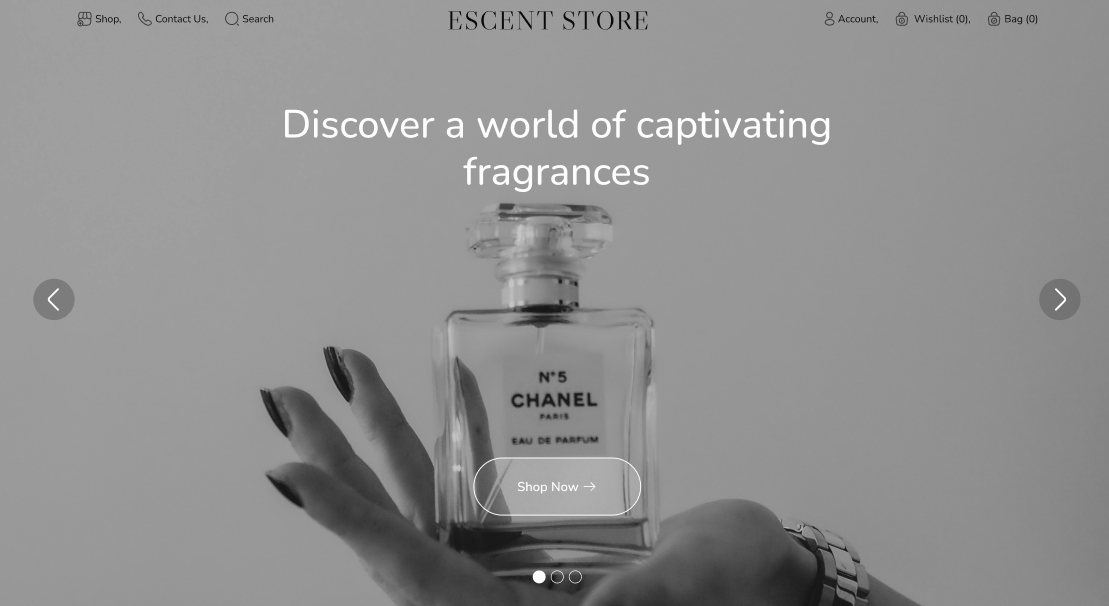 Shop,
Contact Us,
Search
ESCENT STORE
Account,
Wishlist (0),
Bag (0)
Discover a world of captivating
fragrances
N°5
CHANEL
PARIS
EAU DE PARFUM
Shop Now →